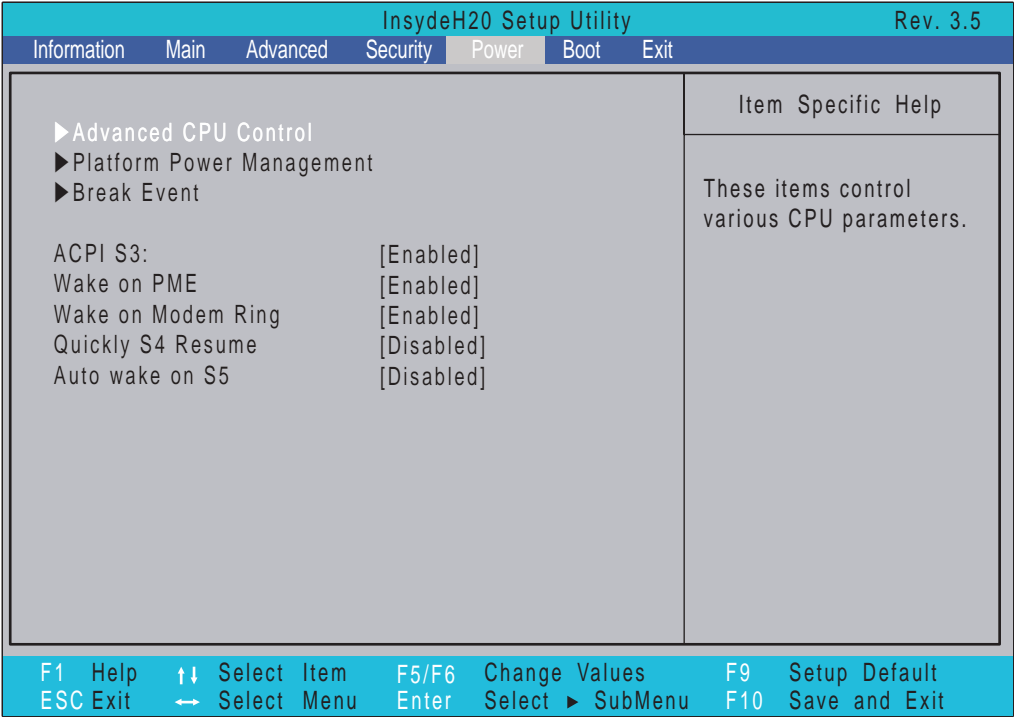 InsydeH20 Setup Utility Rev. 3.5
Information Main Advanced Security Power Boot Exit
▶Advanced CPU Control
▶Platform Power Management
▶Break Event
ACPI S3: [Enabled]
Wake on PME [Enabled]
Wake on Modem Ring [Enabled]
Quickly S4 Resume [Disabled]
Auto wake on S5 [Disabled]
Item Specific Help
These items control
various CPU parameters.
F1 Help ↑↓ Select Item F5/F6 Change Values F9 Setup Default
ESC Exit ↔ Select Menu Enter Select ▶ SubMenu F10 Save and Exit